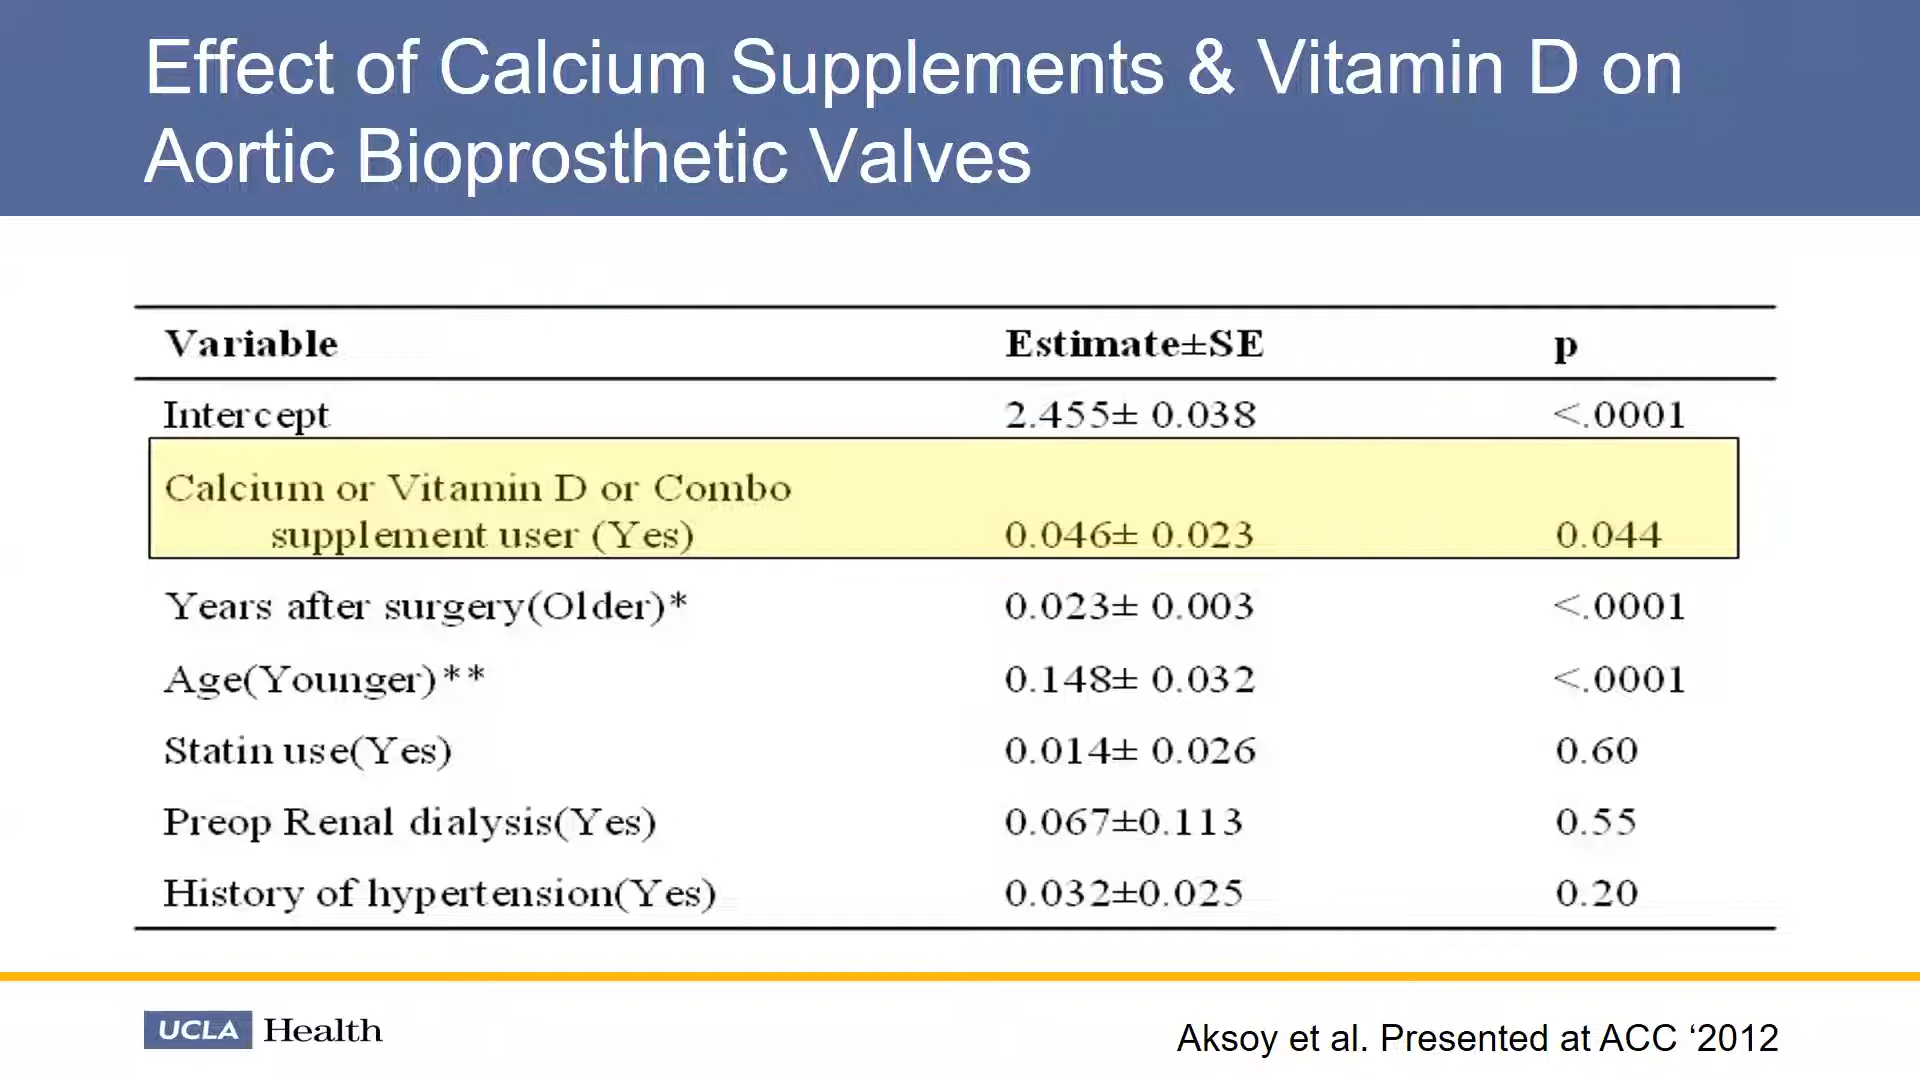 Effect of Calcium Supplements & Vitamin D on
Aortic Bioprosthetic Valves
Variable Estimate±SE p
Intercept 2.455± 0.038 <.0001
Calcium or Vitamin D or Combo
supplement user (Yes) 0.046± 0.023 0.044
Years after surgery(Older)* 0.023± 0.003 <.0001
Age(Younger)** 0.148± 0.032 <.0001
Statin use(Yes) 0.014± 0.026 0.60
Preop Renal dialysis(Yes) 0.067±0.113 0.55
History of hypertension(Yes) 0.032±0.025 0.20
UCLA Health
Aksoy et al. Presented at ACC ‘2012